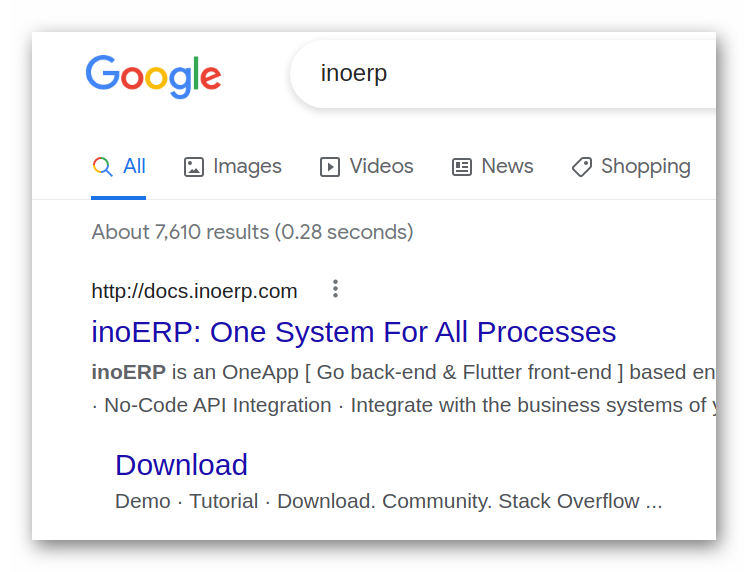 Google
inoerp
All Images Videos News Shopping
About 7,610 results (0.28 seconds)
http://docs.inoerp.com
inoERP: One System For All Processes
inoERP is an OneApp [ Go back-end & Flutter front-end ] based en
· No-Code API Integration · Integrate with the business systems of
Download
Demo · Tutorial · Download. Community. Stack Overflow ...